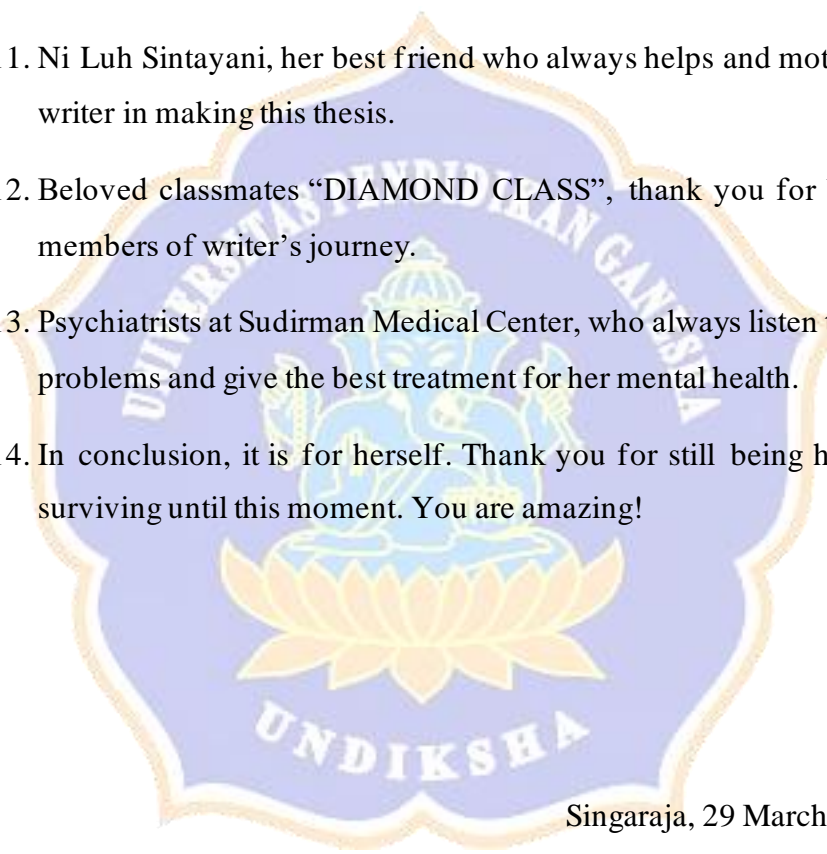 1. Ni Luh Sintayani, her best friend who always helps and mot
writer in making this thesis.
2. Beloved classmates “DIAMOND CLASS”, thank you for
members of writer’s journey.
3. Psychiatrists at Sudirman Medical Center, who always listen
problems and give the best treatment for her mental health.
4. In conclusion, it is for herself. Thank you for still being h
surviving until this moment. You are amazing!
UNIVERSITAS PENDIDIKAN GANESHA
UNDIKSHA
Singaraja, 29 March